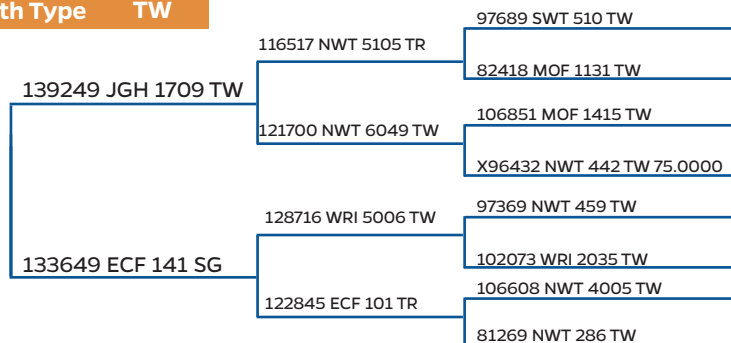 th Type TW
97689 SWT 510 TW
116517 NWT 5105 TR
82418 MOF 1131 TW
139249 JGH 1709 TW
106851 MOF 1415 TW
121700 NWT 6049 TW
X96432 NWT 442 TW 75.0000
97369 NWT 459 TW
128716 WRI 5006 TW
102073 WRI 2035 TW
133649 ECF 141 SG
106608 NWT 4005 TW
122845 ECF 101 TR
81269 NWT 286 TW